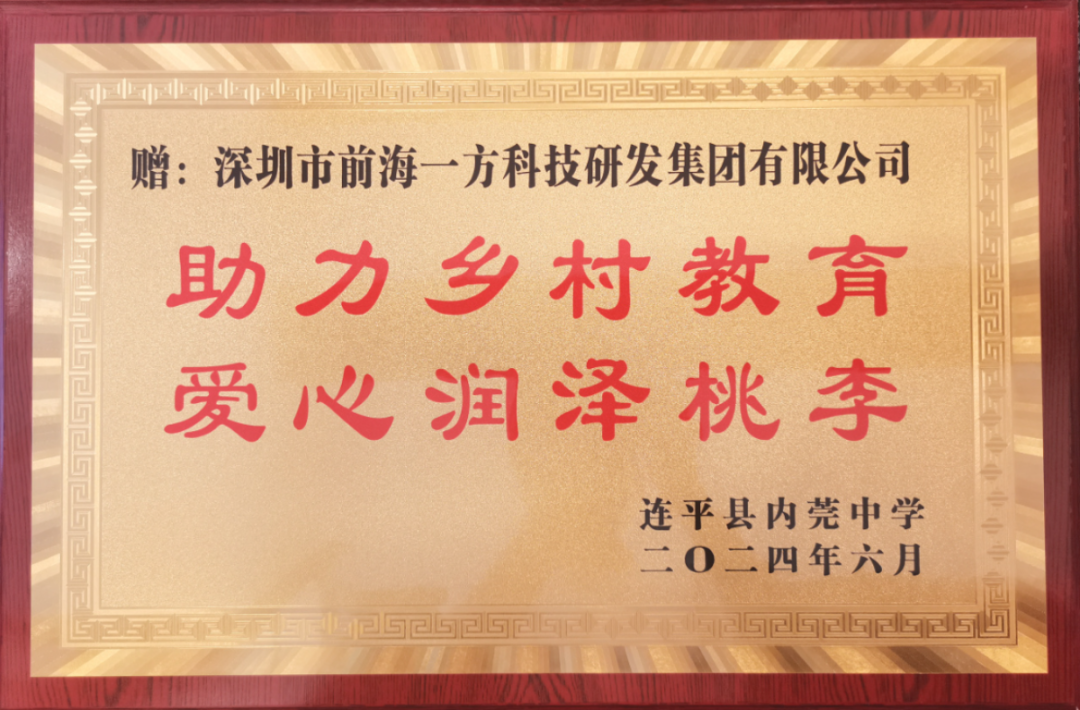 赠：深圳市前海一方科技研发集团有限公司
助力乡村教育
爱心润泽桃李
连平县内莞中学
二〇二四年六月